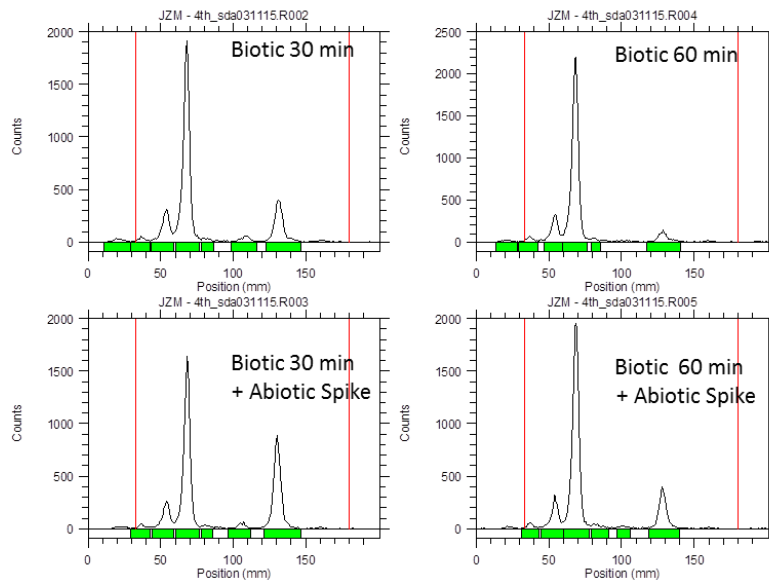 JZM - 4th_sda031115.R002
2000
1500
1000
500
0
Counts
Biotic 30 min
0 50 100 150
Position (mm)
JZM - 4th_sda031115.R004
2500
2000
1500
1000
500
0
Counts
Biotic 60 min
0 50 100 150
Position (mm)
JZM - 4th_sda031115.R003
2000
1500
1000
500
0
Counts
Biotic 30 min
+ Abiotic Spike
0 50 100 150
Position (mm)
JZM - 4th_sda031115.R005
2000
1500
1000
500
0
Counts
Biotic 60 min
+ Abiotic Spike
0 50 100 150
Position (mm)